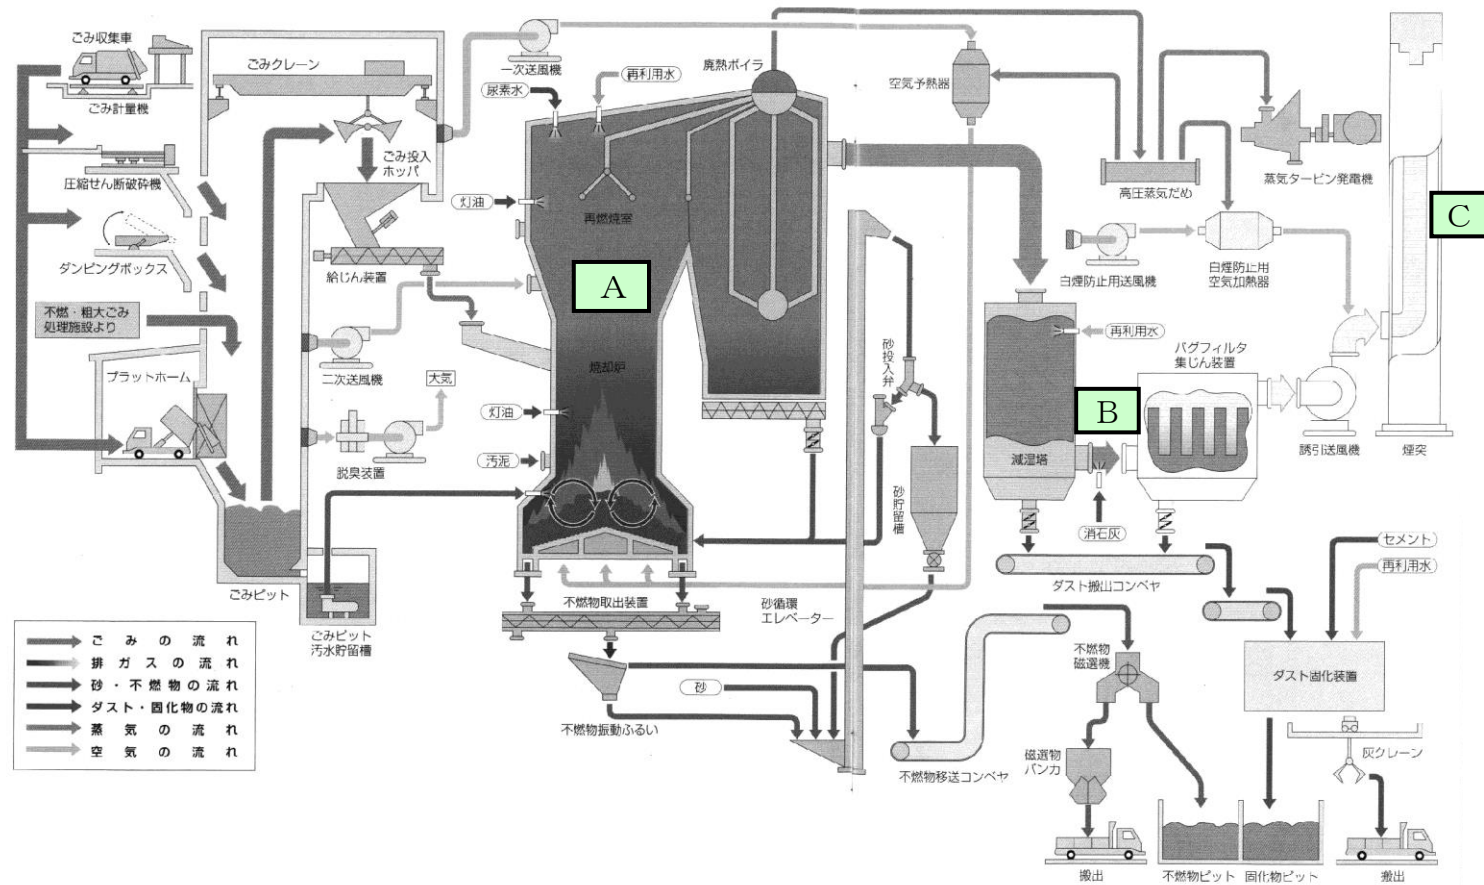 ごみ収集車
ごみ計量機
圧縮せん断破砕機
ダンピングボックス
不燃・粗大ごみ
処理施設より
プラットホーム
ごみクレーン
ごみ投入
ホッパ
給じん装置
二次送風機
大気
脱臭装置
ごみピット
ごみピット
汚水貯留槽
一次送風機
尿素水
再利用水
廃熱ボイラ
灯油
再燃焼室
A
焼却炉
灯油
汚泥
不燃物取出装置
不燃物振動ふるい
砂
砂循環
エレベーター
砂投入弁
砂貯留槽
空気予熱器
高圧蒸気だめ
蒸気タービン発電機
白煙防止用送風機
白煙防止用
空気加熱器
C
再利用水
減湿塔
B
バグフィルタ
集じん装置
消石灰
誘引送風機
煙突
ダスト搬出コンベヤ
セメント
再利用水
ダスト固化装置
不燃物
磁選機
不燃物移送コンベヤ
磁選物
バンカ
灰クレーン
搬出
不燃物ピット
固化物ピット
搬出
ごみの流れ
排ガスの流れ
砂・不燃物の流れ
ダスト・固化物の流れ
蒸気の流れ
空気の流れ